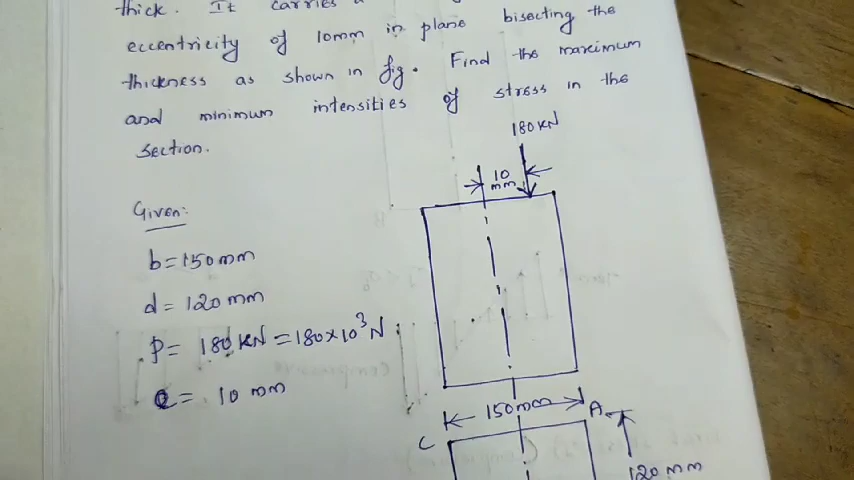 thick. It carries a
eccentricity of 10mm in plane bisecting the
thickness as shown in fig. Find the maximum
and minimum intensities of stress in the
section.
180 KN
10
mm
Given:
b = 150 mm
d = 120 mm
P = 180 KN = 180×10³ N
e = 10 mm
150mm
A
C
120 mm